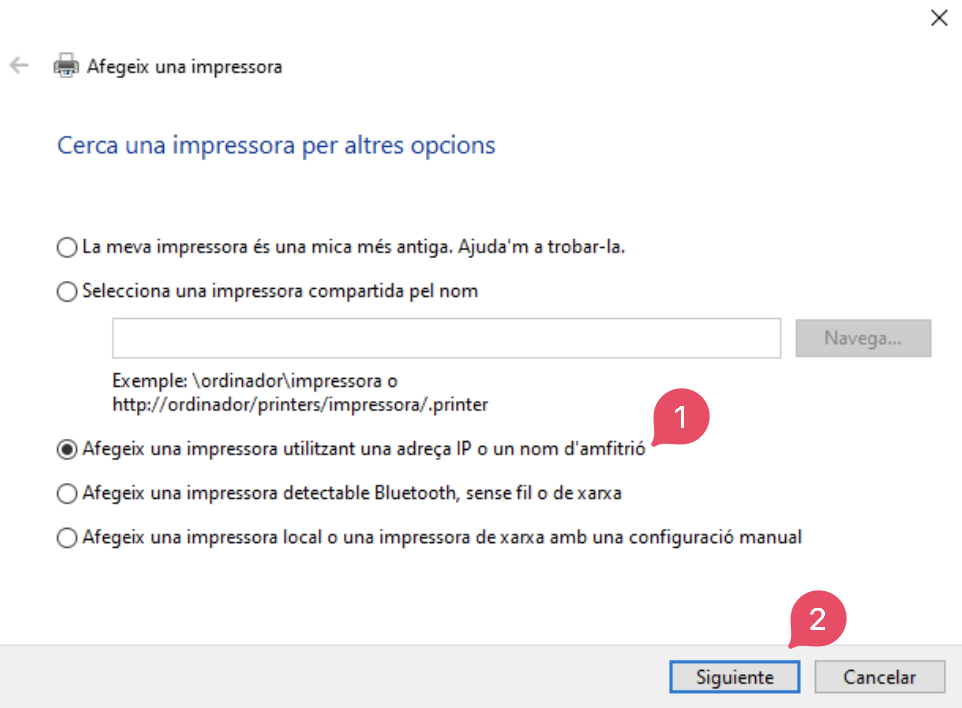 Afegeix una impressora
Cerca una impressora per altres opcions
La meva impressora és una mica més antiga. Ajuda'm a trobar-la.
Selecciona una impressora compartida pel nom
Navega...
Exemple: \ordinador\impressora o
http://ordinador/printers/impressora/.printer
1
Afegeix una impressora utilitzant una adreça IP o un nom d'amfitrió
Afegeix una impressora detectable Bluetooth, sense fil o de xarxa
Afegeix una impressora local o una impressora de xarxa amb una configuració manual
2
Siguiente Cancelar